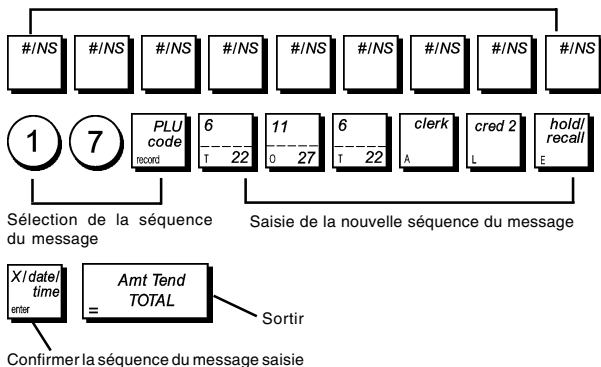 #/NS #/NS #/NS #/NS #/NS #/NS #/NS #/NS #/NS
1 7 PLU code record 6 T 22 11 O 27 6 T 22 clerk A cred 2 L hold/ recall E
Sélection de la séquence
du message
Saisie de la nouvelle séquence du message
X/date/ time enter
Amt Tend
TOTAL
=
Sortir
Confirmer la séquence du message saisie